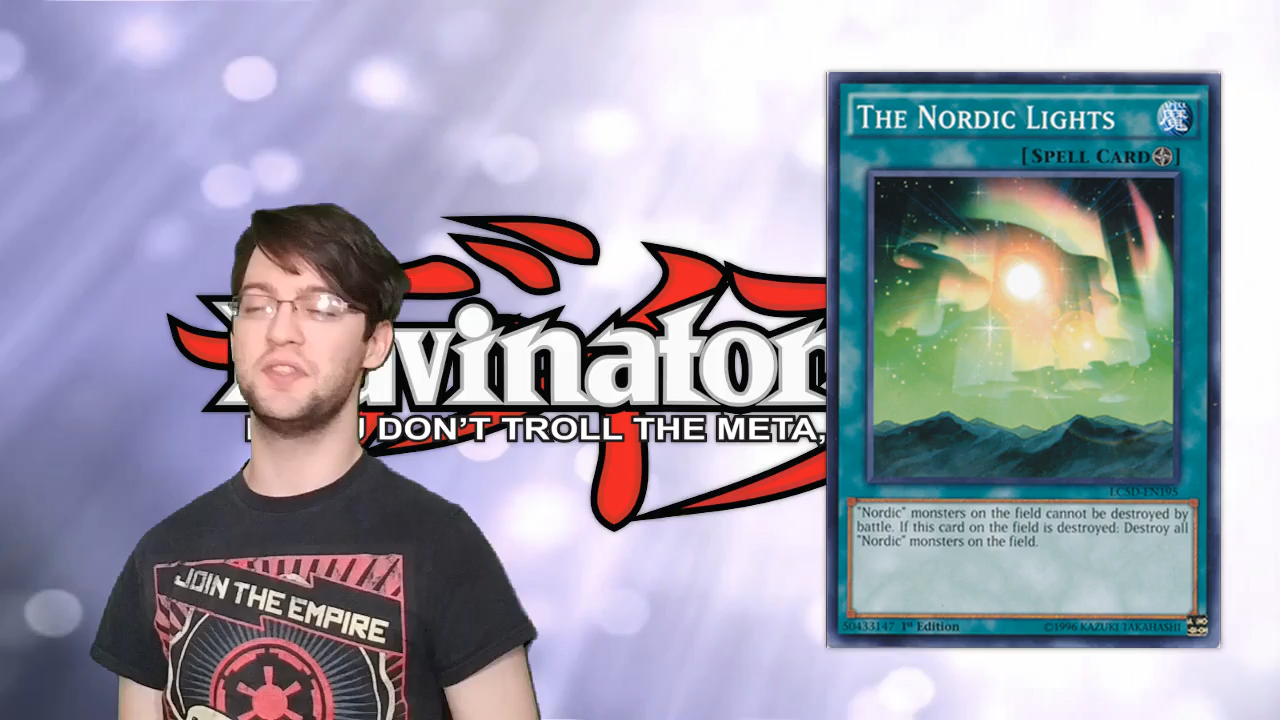 THE NORDIC LIGHTS
[SPELL CARD]
vinator
DON'T TROLL THE META,
LC5D-EN195
"Nordic" monsters on the field cannot be destroyed by
battle. If this card on the field is destroyed: Destroy all
"Nordic" monsters on the field.
50433147 1st Edition ©1996 KAZUKI TAKAHASHI
JOIN THE EMPIRE